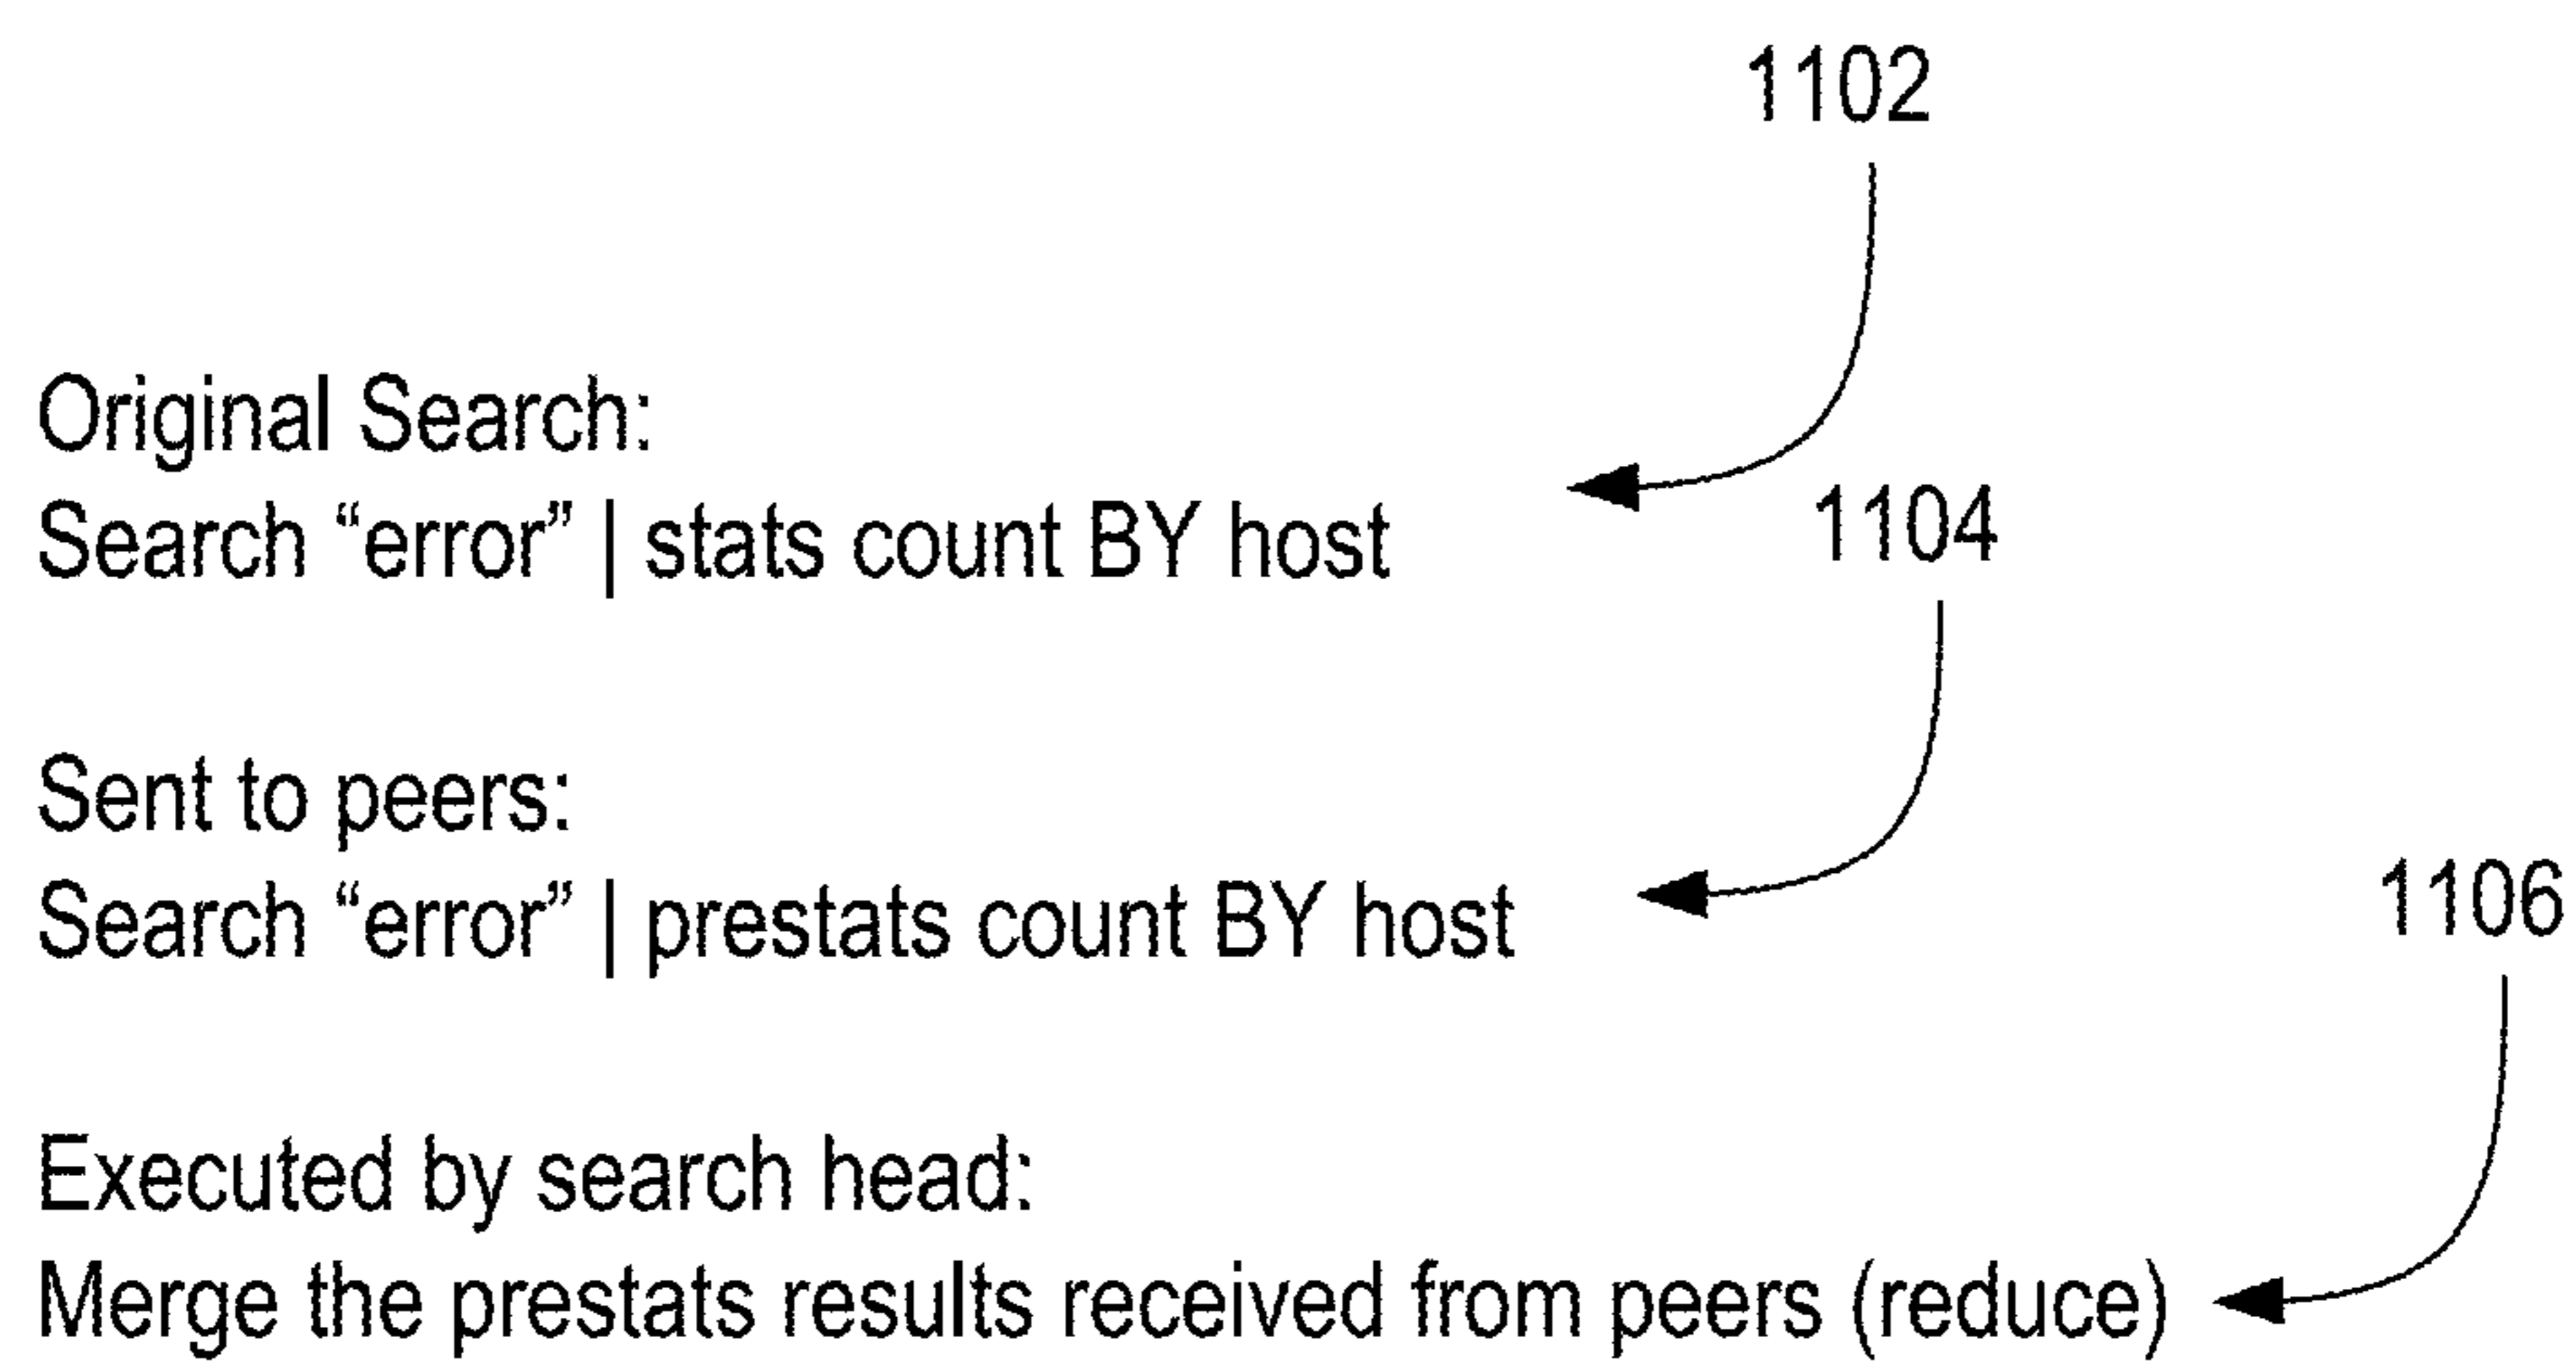 1102
Original Search:
Search “error” | stats count BY host
1104
Sent to peers:
Search “error” | prestats count BY host
1106
Executed by search head:
Merge the prestats results received from peers (reduce)